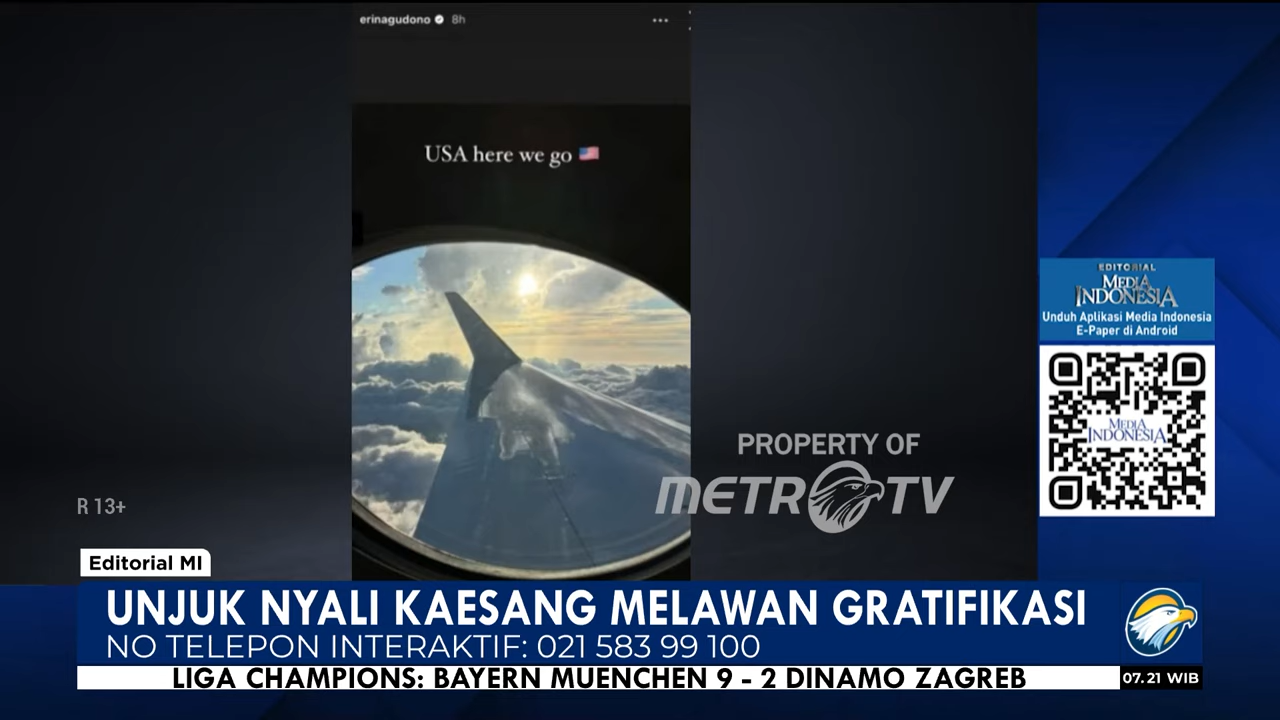 erinagudono 8h
USA here we go 🇺🇸
EDITORIAL
MEDIA
INDONESIA
Unduh Aplikasi Media Indonesia
E-Paper di Android
MEDIA
INDONESIA
PROPERTY OF
METRO TV
R 13+
Editorial MI
UNJUK NYALI KAESANG MELAWAN GRATIFIKASI
NO TELEPON INTERAKTIF: 021 583 99 100
LIGA CHAMPIONS: BAYERN MUENCHEN 9 - 2 DINAMO ZAGREB
07.21 WIB